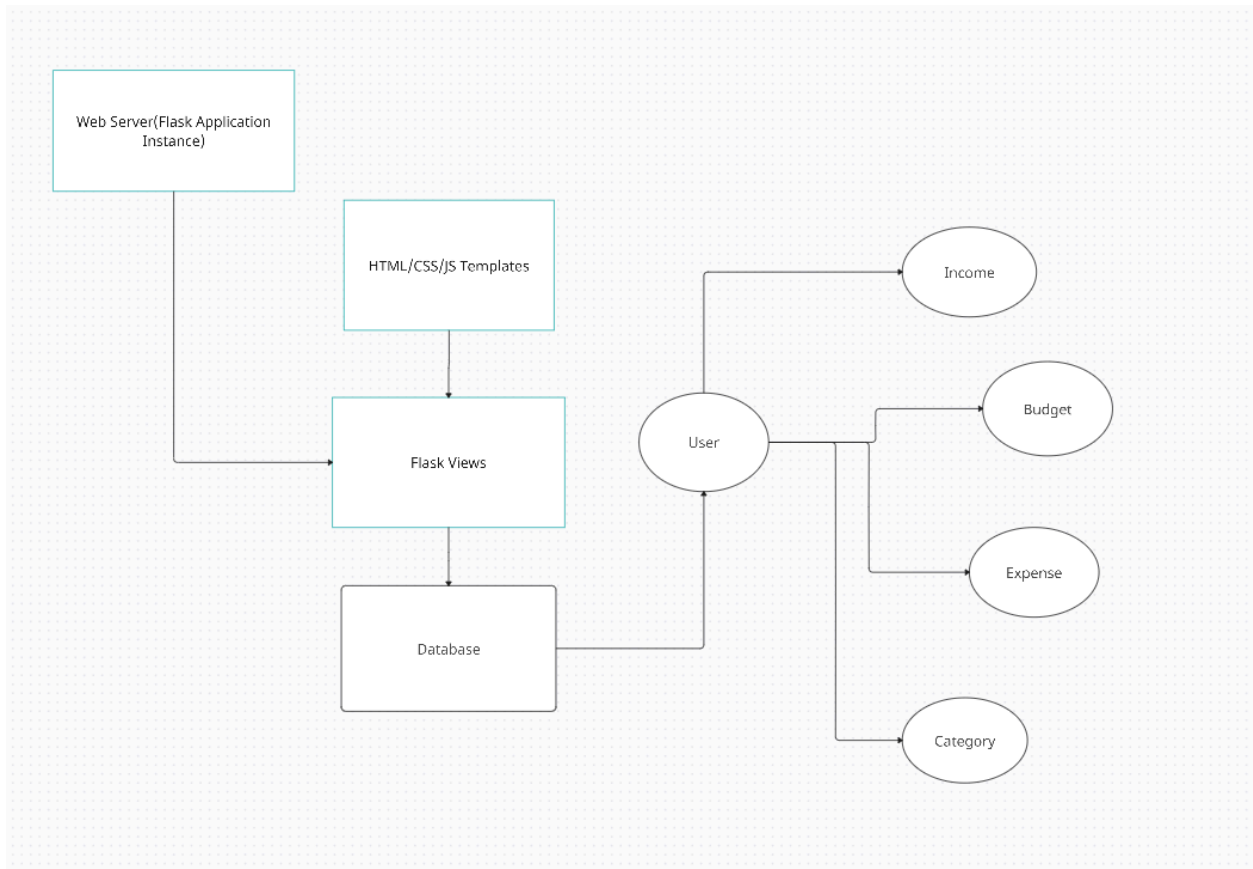 Web Server(Flask Application
Instance)
HTML/CSS/JS Templates
Flask Views
Database
User
Income
Budget
Expense
Category